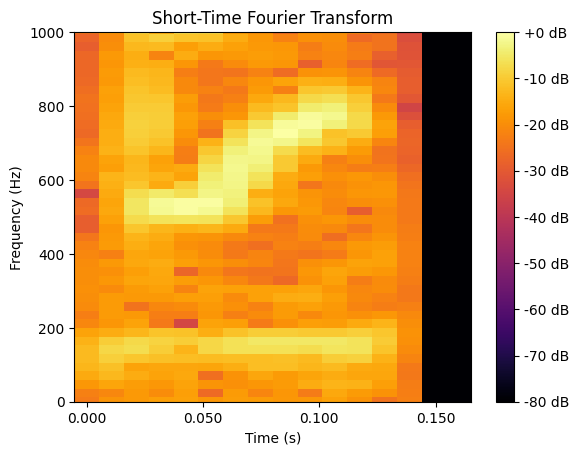 Short-Time Fourier Transform
1000
800
600
400
200
0
Frequency (Hz)
0.000
0.050
0.100
0.150
Time (s)
+0 dB
-10 dB
-20 dB
-30 dB
-40 dB
-50 dB
-60 dB
-70 dB
-80 dB